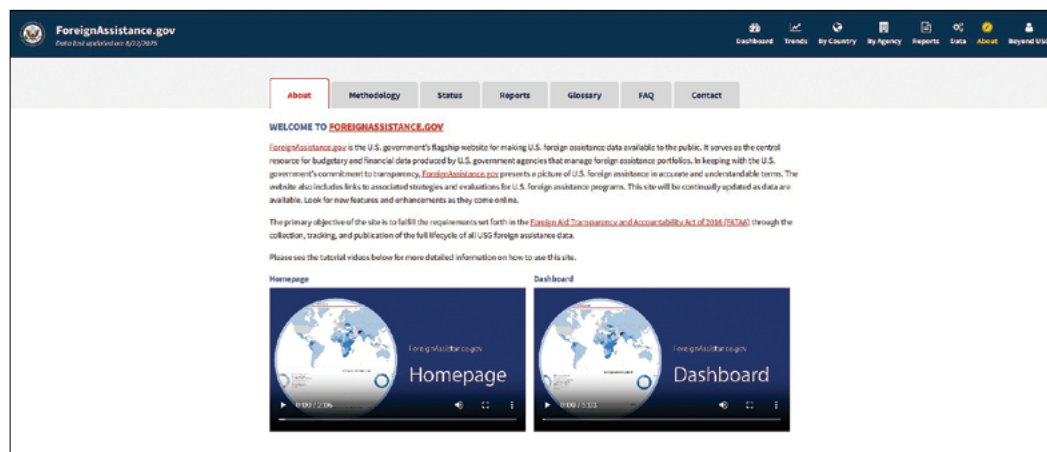 ForeignAssistance.gov
Data last updated on: 6/27/2025
Dashboard Trends By Country By Agency Reports Data About Beyond USG
About Methodology Status Reports Glossary FAQ Contact
WELCOME TO FOREIGNASSISTANCE.GOV
ForeignAssistance.gov is the U.S. government's flagship website for making U.S. foreign assistance data available to the public. It serves as the central
resource for budgetary and financial data produced by U.S. government agencies that manage foreign assistance portfolios. In keeping with the U.S.
government's commitment to transparency, ForeignAssistance.gov presents a picture of U.S. foreign assistance in accurate and understandable terms. The
website also includes links to associated strategies and evaluations for U.S. foreign assistance programs. This site will be continually updated as data are
available. Look for new features and enhancements as they come online.
The primary objective of the site is to fulfill the requirements set forth in the Foreign Aid Transparency and Accountability Act of 2016 (FATAA) through the
collection, tracking, and publication of the full lifecycle of all USG foreign assistance data.
Please see the tutorial videos below for more detailed information on how to use this site.
Homepage Dashboard
ForeignAssistance.gov
Homepage
0:00 / 2:06
ForeignAssistance.gov
Dashboard
0:00 / 5:03